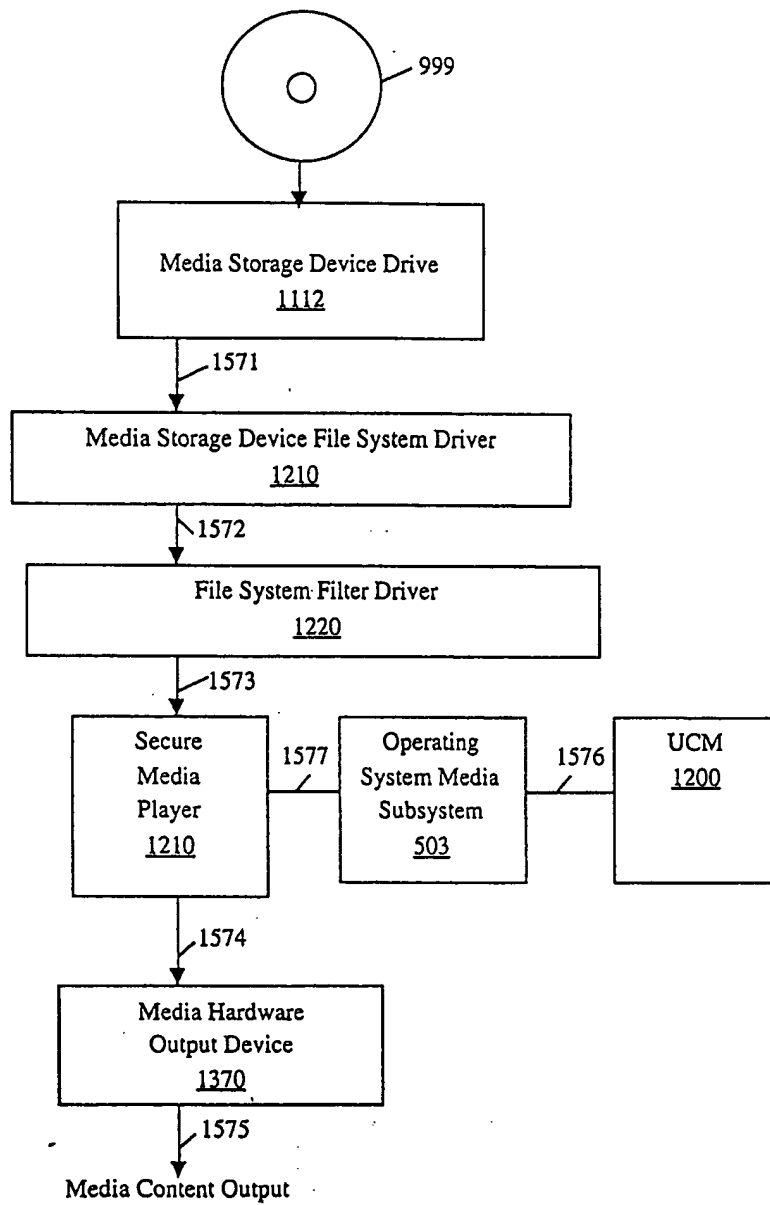 999
Media Storage Device Drive
1112
1571
Media Storage Device File System Driver
1210
1572
File System Filter Driver
1220
1573
Secure
Media
Player
1210
1577
Operating
System Media
Subsystem
503
1576
UCM
1200
1574
Media Hardware
Output Device
1370
1575
Media Content Output